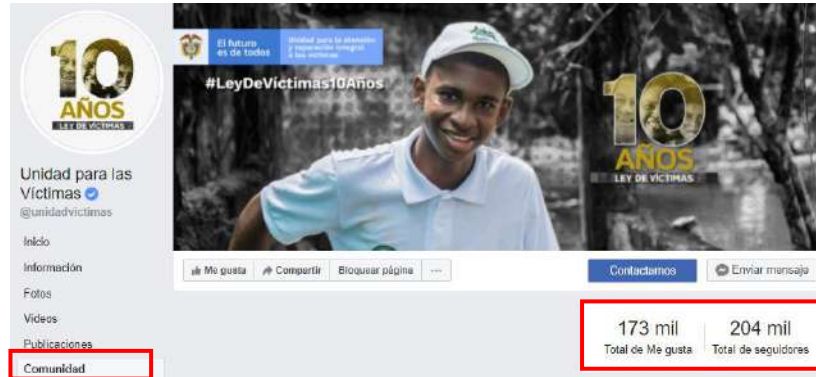 10
AÑOS
LEY DE VÍCTIMAS
El futuro
es de todos
Unidad para la atención
y reparación integral
a las víctimas
#LeyDeVíctimas10Años
10
AÑOS
LEY DE VÍCTIMAS
Unidad para las
Víctimas
@unidadvictimas
Inicio
Información
Fotos
Videos
Publicaciones
Comunidad
Me gusta
Compartir
Bloquear página
...
Contactarnos
Enviar mensaje
173 mil
Total de Me gusta
204 mil
Total de seguidores